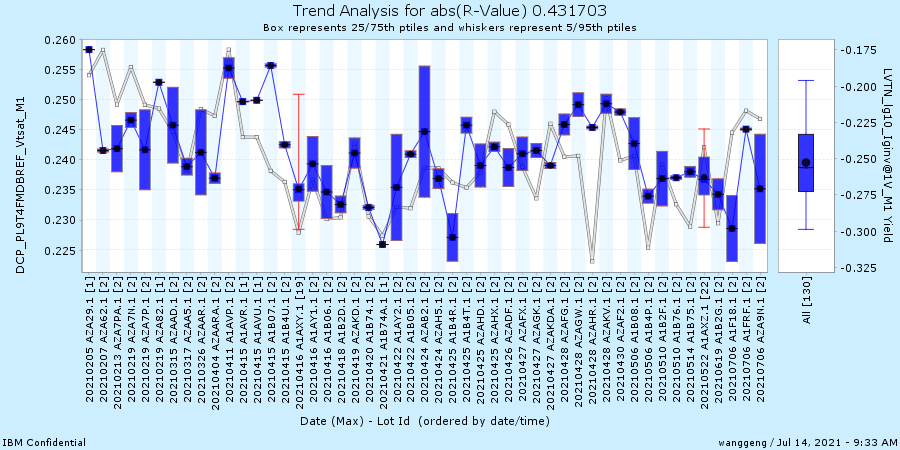 Trend Analysis for abs(R-Value) 0.431703
Box represents 25/75th ptiles and whiskers represent 5/95th ptiles
DCP_PL9T4FMDBREF_Vtsat_M1
0.260
0.255
0.250
0.245
0.240
0.235
0.230
0.225
-0.175
-0.200
-0.225
-0.250
-0.275
-0.300
-0.325
LVTN_lg10_Ioffinv@1V_M1 Yield
20210205 AZA29.1 [1]
20210207 AZA62.1 [2]
20210213 AZA7PA.1 [2]
20210219 AZA7N.1 [2]
20210219 AZA7P.1 [2]
20210219 AZA82.1 [1]
20210315 AZAAD.1 [2]
20210317 AZAA5.1 [2]
20210326 AZAAR.1 [2]
20210404 AZAARA.1 [2]
20210411 A1AVP.1 [2]
20210415 A1AVR.1 [1]
20210415 A1AVU.1 [1]
20210415 A1B07.1 [2]
20210415 A1B4U.1 [2]
20210416 A1AXY.1 [19]
20210416 A1AY1.1 [2]
20210416 A1B06.1 [2]
20210418 A1B2D.1 [2]
20210420 AZAKD.1 [2]
20210420 A1B74.1 [1]
20210421 A1B74A.1 [1]
20210422 A1AY2.1 [2]
20210422 A1B05.1 [2]
20210424 AZAB2.1 [2]
20210424 AZAH5.1 [2]
20210425 A1B4R.1 [2]
20210425 A1B4T.1 [2]
20210425 AZAHD.1 [2]
20210425 AZAHX.1 [2]
20210426 AZADF.1 [2]
20210427 AZAFX.1 [2]
20210427 AZAGK.1 [2]
20210427 AZAKDA.1 [2]
20210428 AZAFG.1 [2]
20210428 AZAGW.1 [2]
20210428 AZAHR.1 [2]
20210428 AZAKV.1 [2]
20210430 AZAF2.1 [2]
20210506 A1B08.1 [2]
20210506 A1B4P.1 [2]
20210510 A1B2F.1 [2]
20210510 A1B76.1 [2]
20210514 A1B75.1 [2]
20210522 A1AXZ.1 [22]
20210619 A1B2G.1 [2]
20210706 A1F18.1 [2]
20210706 A1FRF.1 [2]
20210706 AZA9N.1 [2]
All [130]
Date (Max) - Lot Id (ordered by date/time)
IBM Confidential
wanggeng / Jul 14, 2021 - 9:33 AM